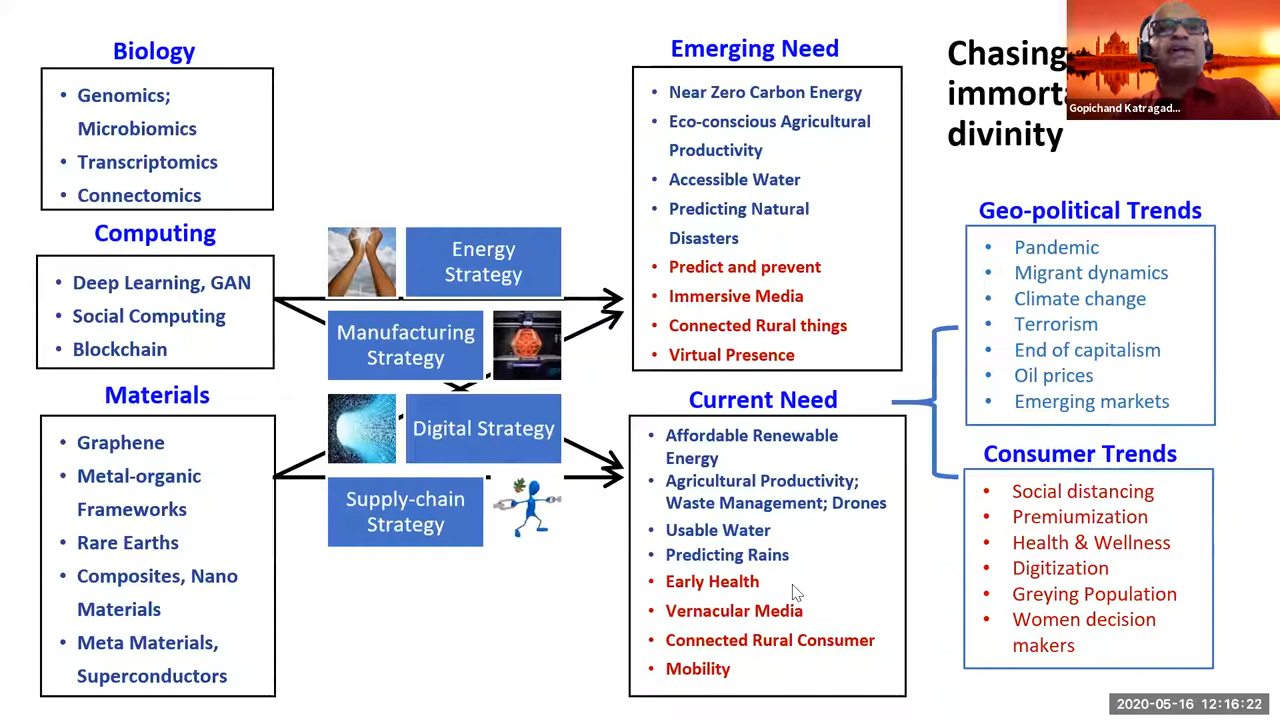 Biology
Genomics;
Microbiomics
Transcriptomics
Connectomics
Computing
Deep Learning, GAN
Social Computing
Blockchain
Materials
Graphene
Metal-organic
Frameworks
Rare Earths
Composites, Nano
Materials
Meta Materials,
Superconductors
Energy
Strategy
Manufacturing
Strategy
Digital Strategy
Supply-chain
Strategy
Emerging Need
Near Zero Carbon Energy
Eco-conscious Agricultural
Productivity
Accessible Water
Predicting Natural
Disasters
Predict and prevent
Immersive Media
Connected Rural things
Virtual Presence
Current Need
Affordable Renewable
Energy
Agricultural Productivity;
Waste Management; Drones
Usable Water
Predicting Rains
Early Health
Vernacular Media
Connected Rural Consumer
Mobility
Chasing
divinity
Gopichand Katragad...
Geo-political Trends
Pandemic
Migrant dynamics
Climate change
Terrorism
End of capitalism
Oil prices
Emerging markets
Consumer Trends
Social distancing
Premiumization
Health & Wellness
Digitization
Greying Population
Women decision
makers
2020-05-16 12:16:22